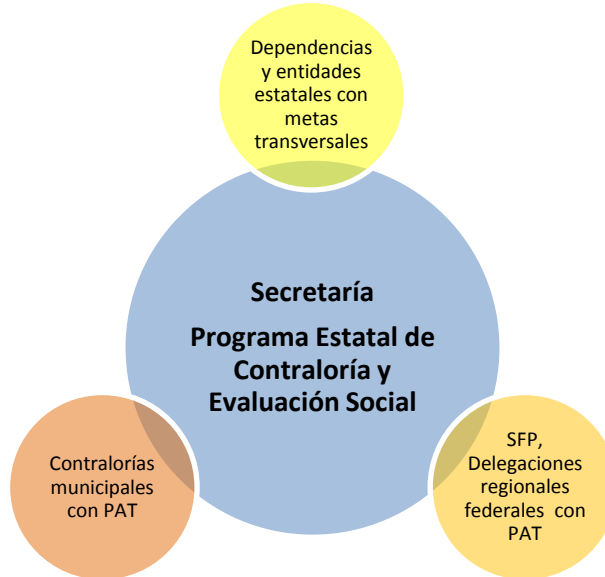 Dependencias
y entidades
estatales con
metas
transversales
Secretaría
Programa Estatal de
Contraloría y
Evaluación Social
Contralorías
municipales
con PAT
SFP,
Delegaciones
regionales
federales con
PAT